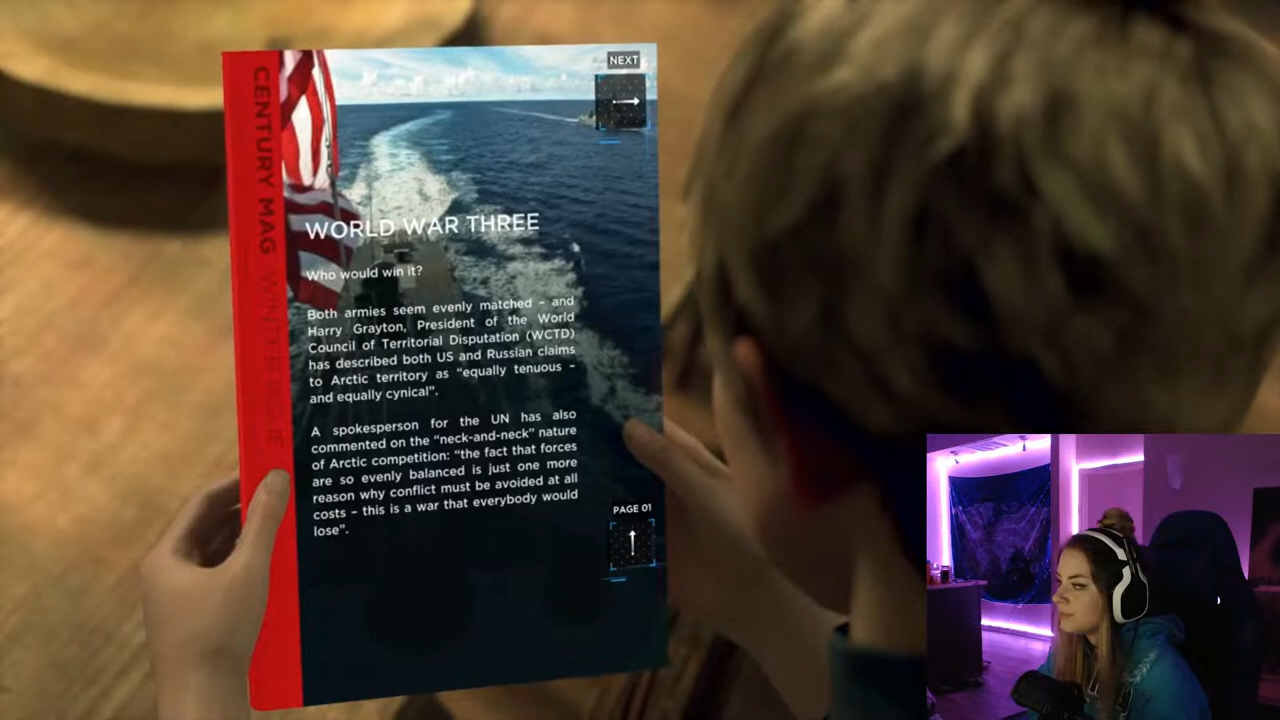 CENTURY MAG
NEXT
WORLD WAR THREE
Who would win it?
Both armies seem evenly matched – and
Harry Grayton, President of the World
Council of Territorial Disputation (WCTD)
has described both US and Russian claims
to Arctic territory as “equally tenuous –
and equally cynical”.
A spokesperson for the UN has also
commented on the “neck-and-neck” nature
of Arctic competition: “the fact that forces
are so evenly balanced is just one more
reason why conflict must be avoided at all
costs – this is a war that everybody would
lose”.
PAGE 01